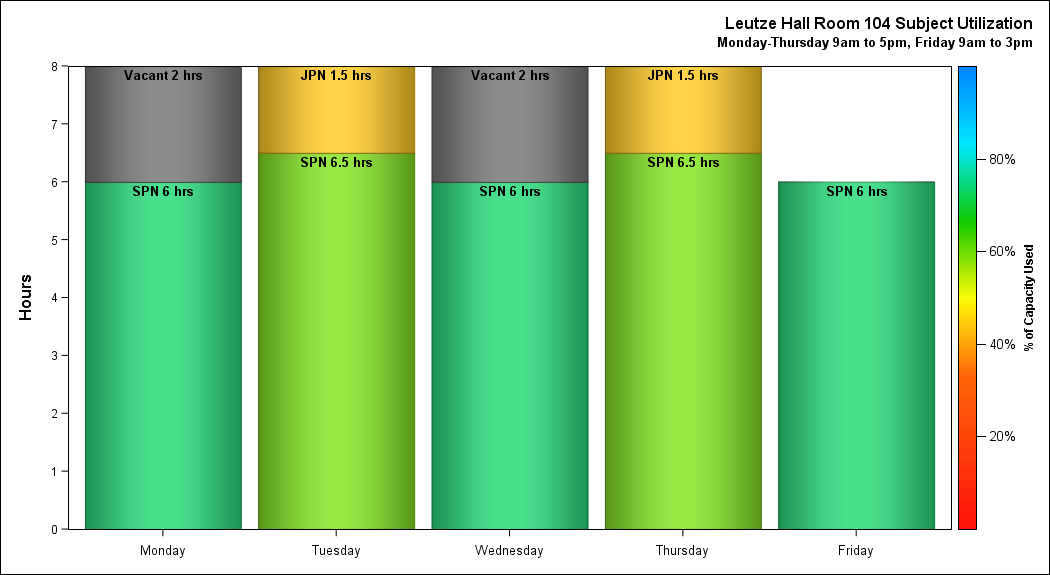 Leutze Hall Room 104 Subject Utilization
Monday-Thursday 9am to 5pm, Friday 9am to 3pm
Hours
8
7
6
5
4
3
2
1
0
Vacant 2 hrs
SPN 6 hrs
JPN 1.5 hrs
SPN 6.5 hrs
Vacant 2 hrs
SPN 6 hrs
JPN 1.5 hrs
SPN 6.5 hrs
SPN 6 hrs
Monday
Tuesday
Wednesday
Thursday
Friday
80%
60%
40%
20%
% of Capacity Used